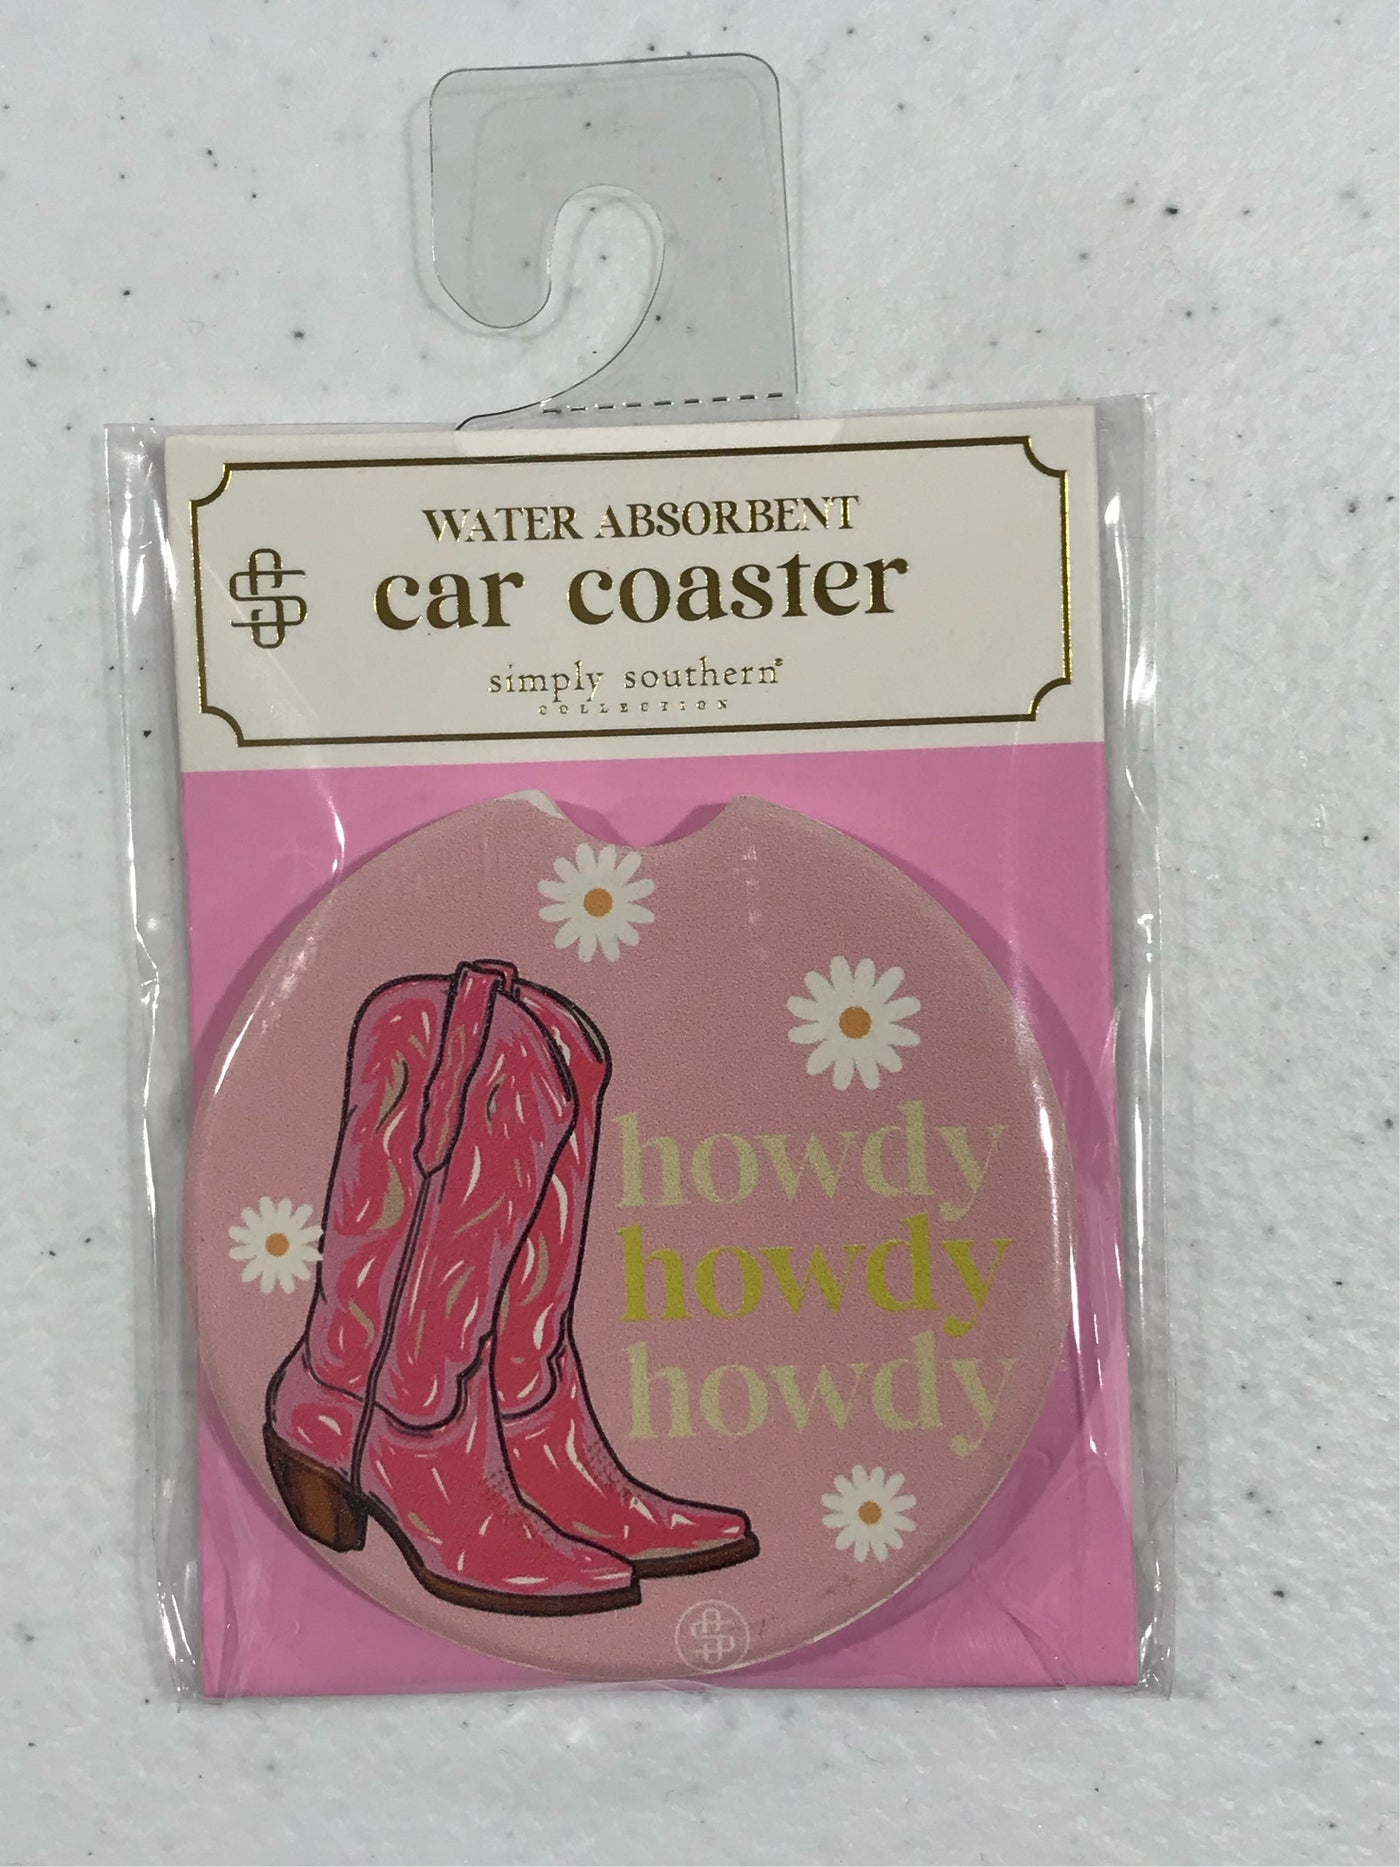 WATER ABSORBENT
car coaster
simply southern®
COLLECTION
howdy
howdy
howdy